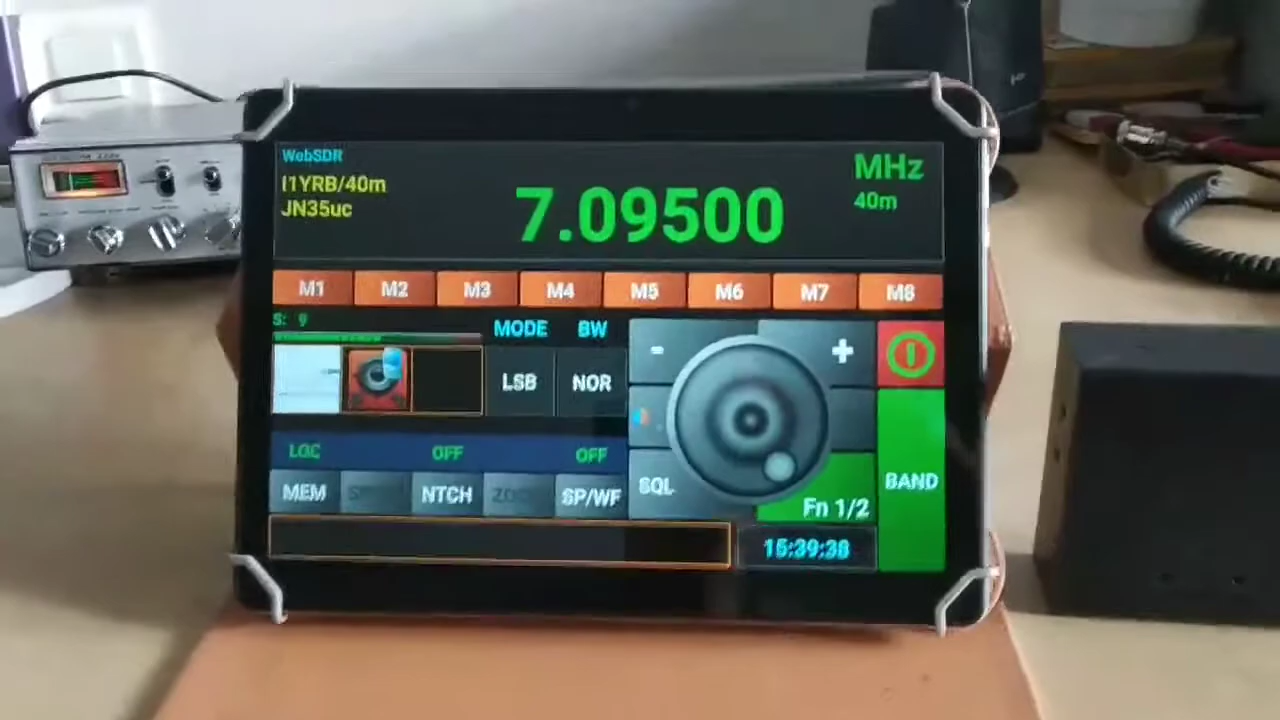 WebSDR
I1YRB/40m
JN35uc
7.09500
MHz
40m
M1 M2 M3 M4 M5 M6 M7 M8
S: 9
MODE BW
LSB NOR
- +
LOC OFF OFF
MEM NTCH SP/WF
SQL
BAND
Fn 1/2
15:39:38